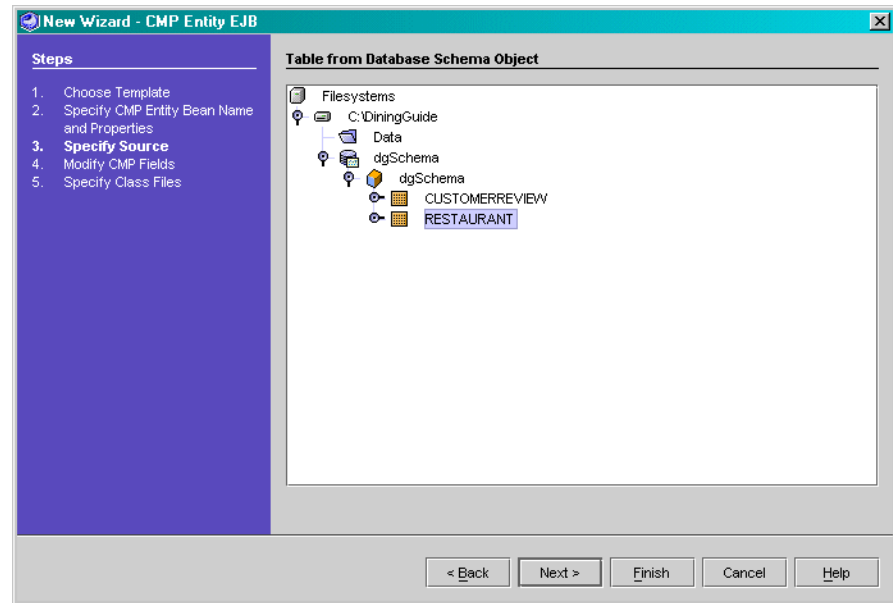 New Wizard - CMP Entity EJB
Steps
1. Choose Template
2. Specify CMP Entity Bean Name
and Properties
3. Specify Source
4. Modify CMP Fields
5. Specify Class Files
Table from Database Schema Object
Filesystems
C:\DiningGuide
Data
dgSchema
dgSchema
CUSTOMERREVIEW
RESTAURANT
< Back
Next >
Finish
Cancel
Help